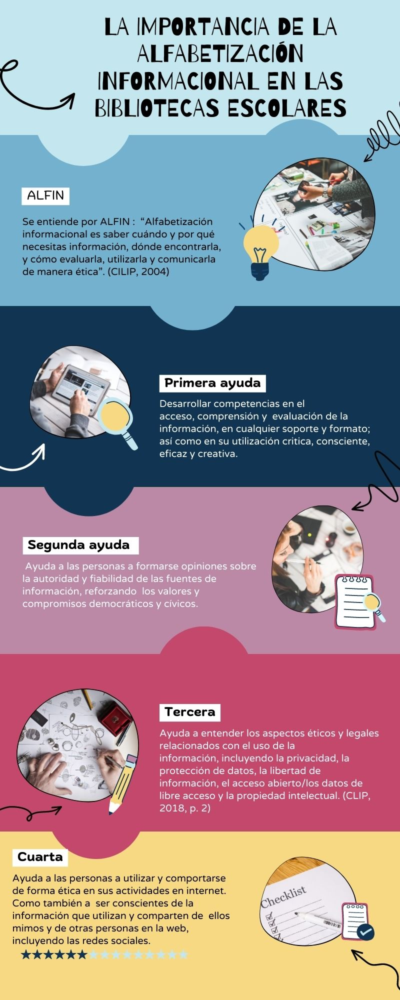 LA IMPORTANCIA DE LA
ALFABETIZACIÓN
INFORMACIONAL EN LAS
BIBLIOTECAS ESCOLARES
ALFIN
Se entiende por ALFIN : “Alfabetización
informacional es saber cuándo y por qué
necesitas información, dónde encontrarla,
y cómo evaluarla, utilizarla y comunicarla
de manera ética”. (CILIP, 2004)
Primera ayuda
Desarrollar competencias en el
acceso, comprensión y evaluación de la
información, en cualquier soporte y formato;
así como en su utilización critica, consciente,
eficaz y creativa.
Segunda ayuda
Ayuda a las personas a formarse opiniones sobre
la autoridad y fiabilidad de las fuentes de
información, reforzando los valores y
compromisos democráticos y cívicos.
Tercera
Ayuda a entender los aspectos éticos y legales
relacionados con el uso de la
información, incluyendo la privacidad, la
protección de datos, la libertad de
información, el acceso abierto/los datos de
libre acceso y la propiedad intelectual. (CLIP,
2018, p. 2)
Cuarta
Ayuda a las personas a utilizar y comportarse
de forma ética en sus actividades en internet.
Como también a ser conscientes de la
información que utilizan y comparten de ellos
mimos y de otras personas en la web,
incluyendo las redes sociales.
Checklist